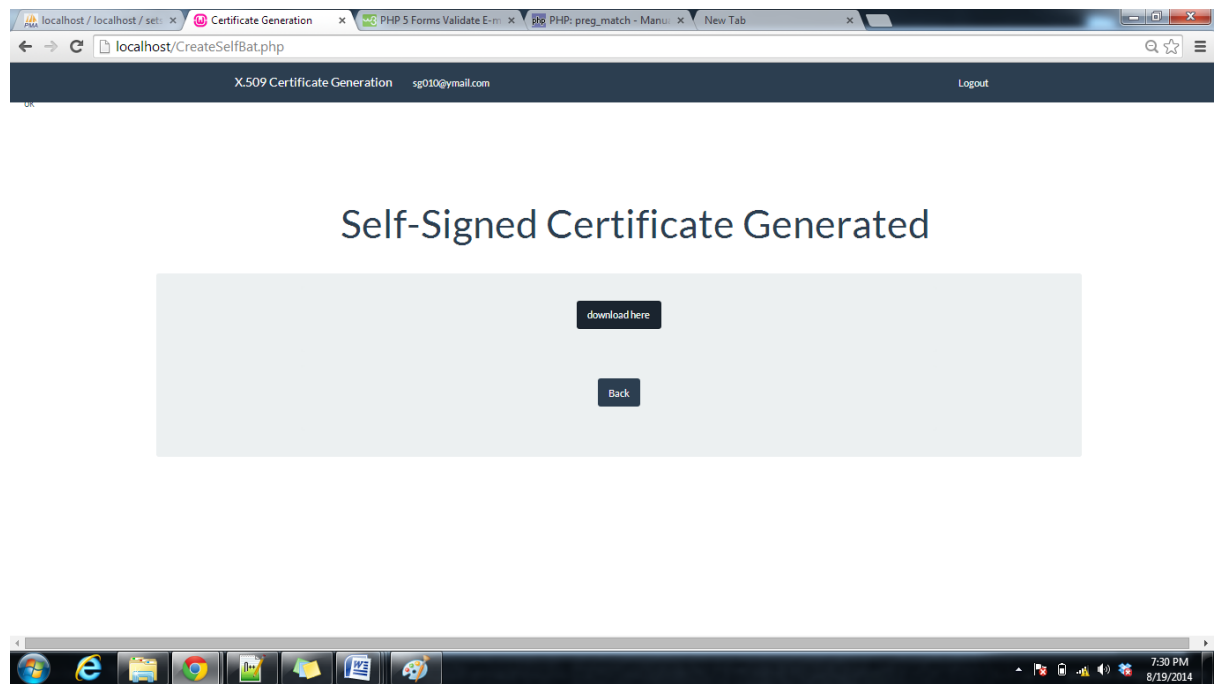 localhost / localhost / set
Certificate Generation
PHP 5 Forms Validate E-m
PHP: preg_match - Manu
New Tab
localhost/CreateSelfBat.php
X.509 Certificate Generation
sg010@ymail.com
Logout
Self-Signed Certificate Generated
download here
Back
7:30 PM
8/19/2014